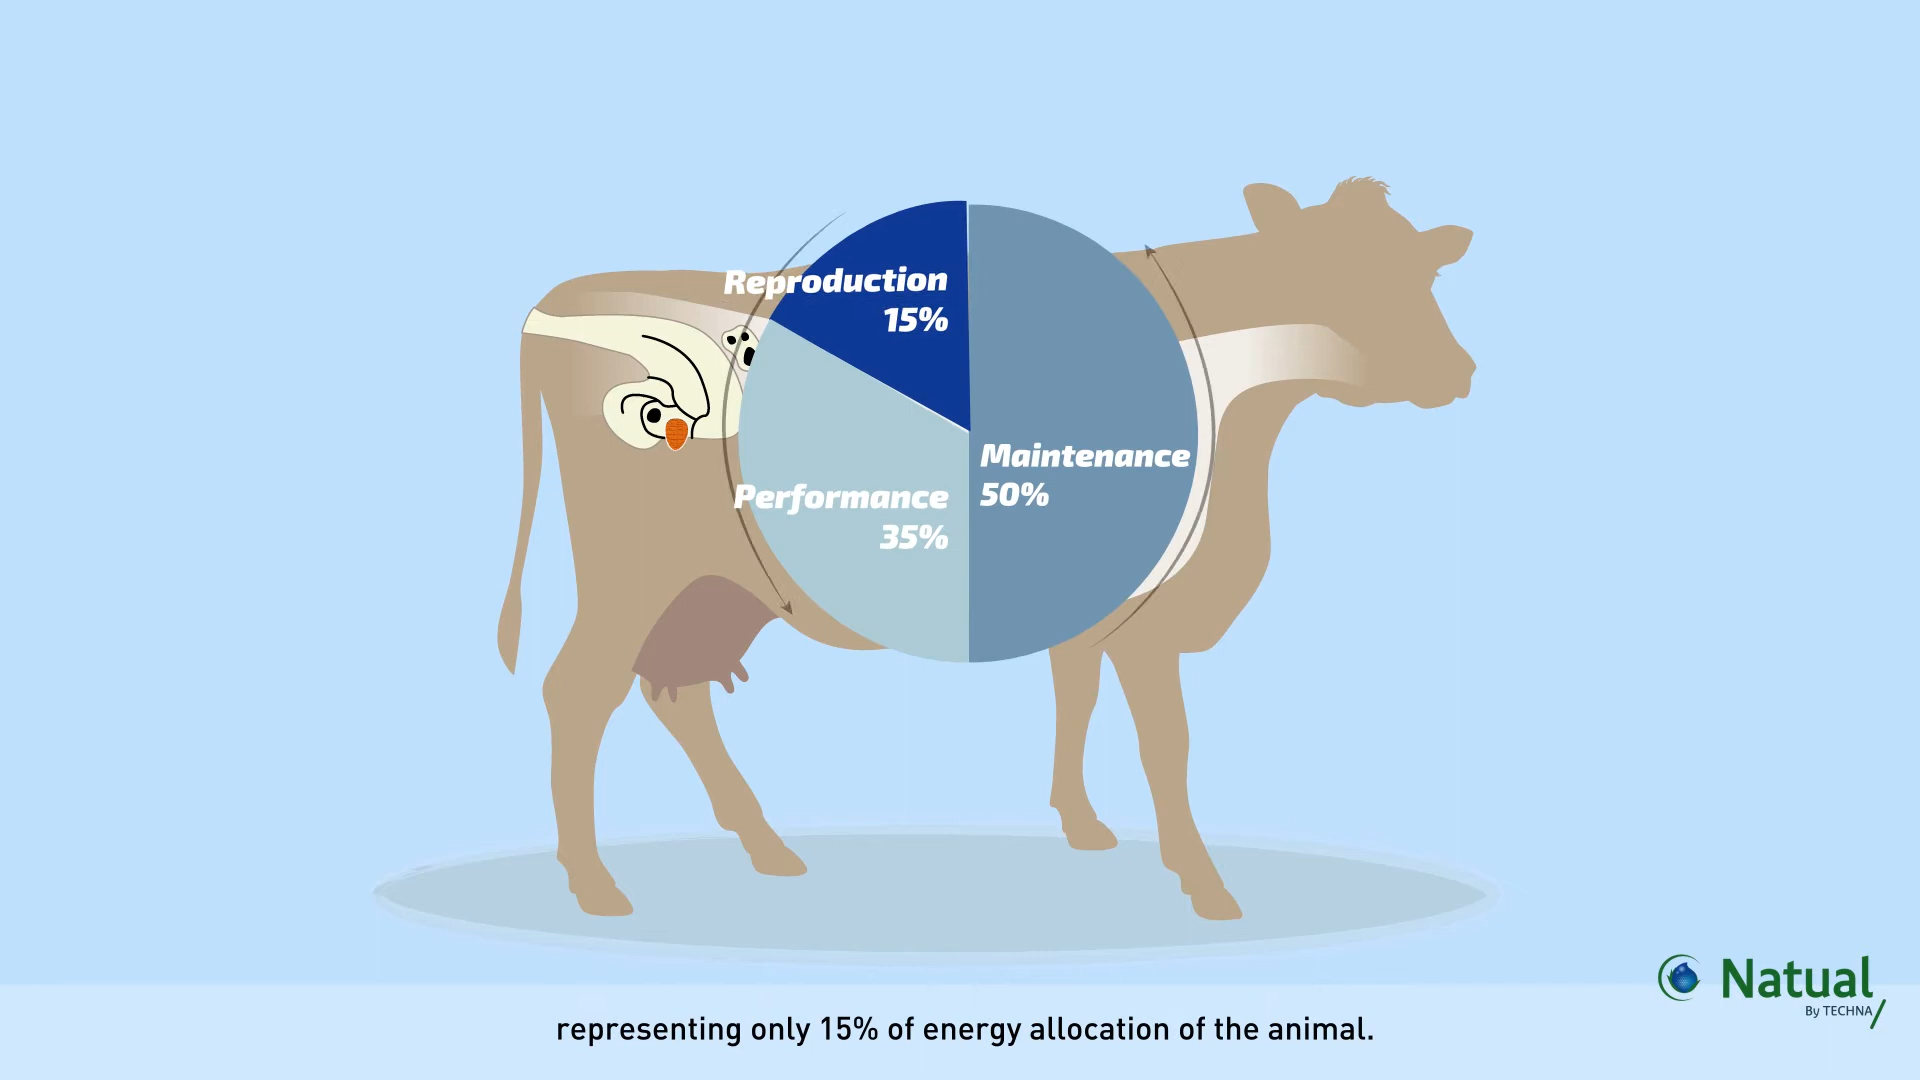 Reproduction
15%
Maintenance
50%
Performance
35%
Natual
By TECHNA
representing only 15% of energy allocation of the animal.